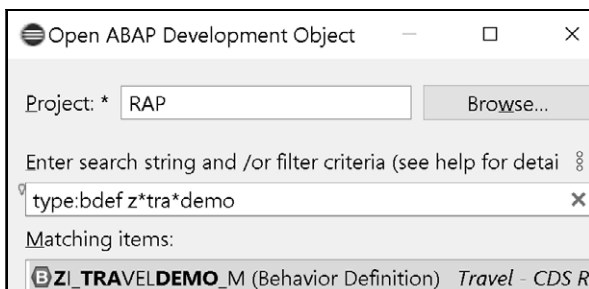 Open ABAP Development Object
Project: * RAP Browse...
Enter search string and /or filter criteria (see help for detai
type:bdef z*tra*demo
Matching items:
B ZI_TRAVELDEMO_M (Behavior Definition) Travel - CDS R